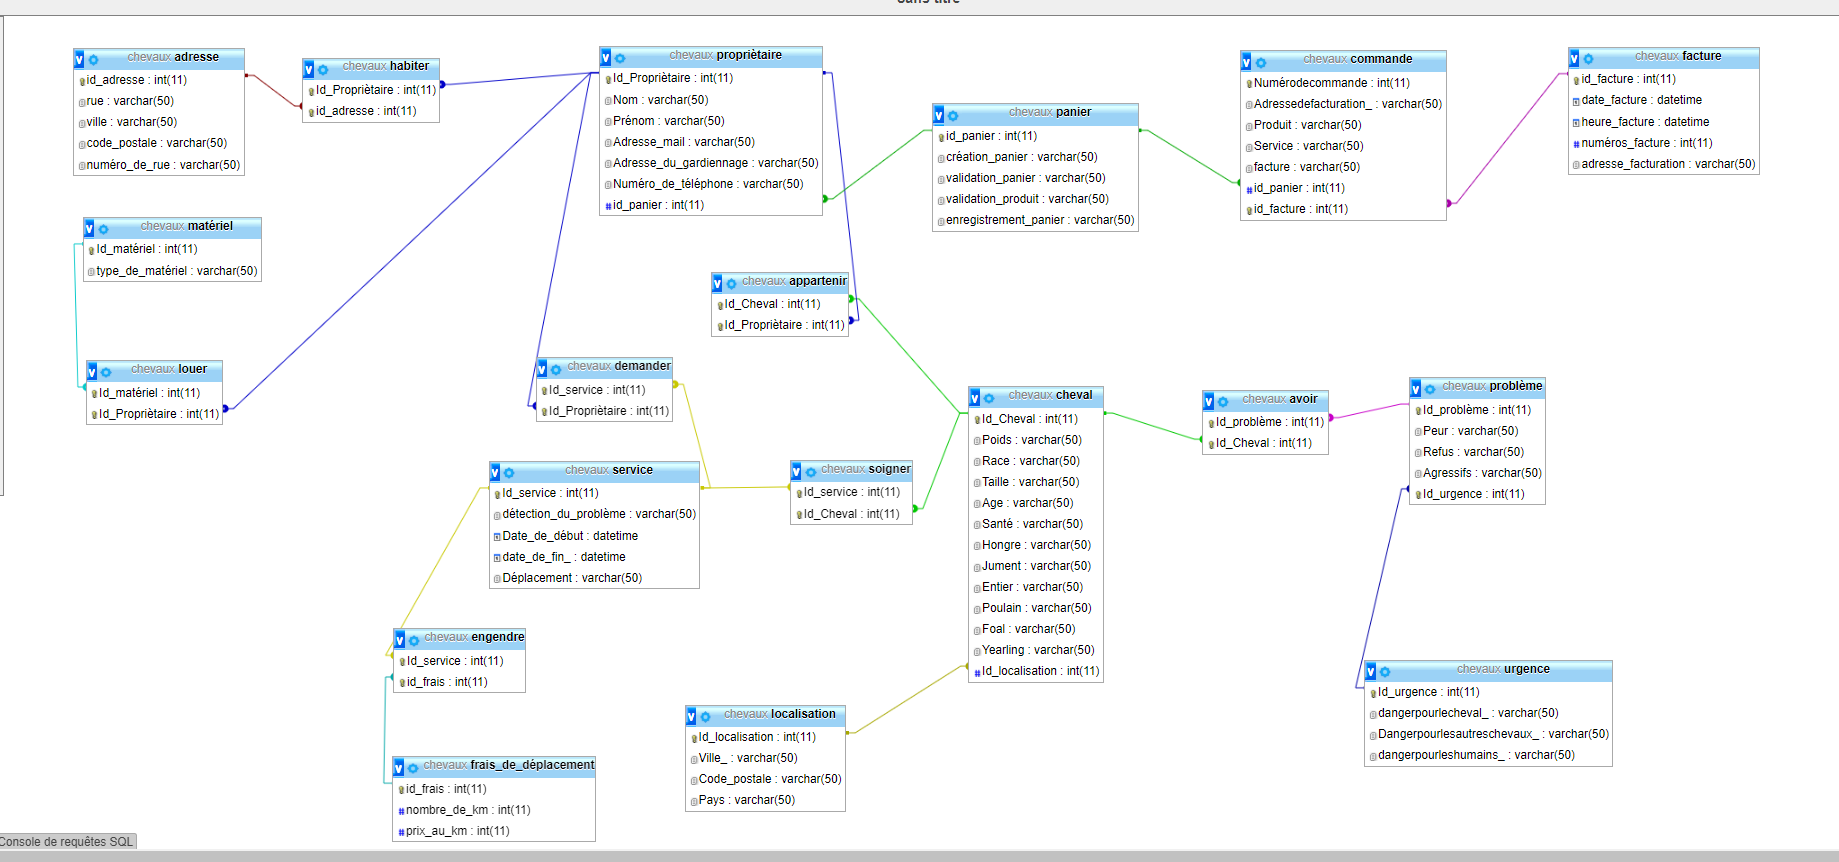 Sans titre
chevaux adresse
id_adresse : int(11)
rue : varchar(50)
ville : varchar(50)
code_postale : varchar(50)
numéro_de_rue : varchar(50)
chevaux habiter
Id_Propriètaire : int(11)
id_adresse : int(11)
chevaux propriètaire
Id_Propriètaire : int(11)
Nom : varchar(50)
Prénom : varchar(50)
Adresse_mail : varchar(50)
Adresse_du_gardiennage : varchar(50)
Numéro_de_téléphone : varchar(50)
id_panier : int(11)
chevaux panier
id_panier : int(11)
création_panier : varchar(50)
validation_panier : varchar(50)
validation_produit : varchar(50)
enregistrement_panier : varchar(50)
chevaux commande
Numérodecommande : int(11)
Adressedefacturation_ : varchar(50)
Produit : varchar(50)
Service : varchar(50)
facture : varchar(50)
id_panier : int(11)
id_facture : int(11)
chevaux facture
id_facture : int(11)
date_facture : datetime
heure_facture : datetime
numéros_facture : int(11)
adresse_facturation : varchar(50)
chevaux matériel
Id_matériel : int(11)
type_de_matériel : varchar(50)
chevaux appartenir
Id_Cheval : int(11)
Id_Propriètaire : int(11)
chevaux louer
Id_matériel : int(11)
Id_Propriètaire : int(11)
chevaux demander
Id_service : int(11)
Id_Propriètaire : int(11)
chevaux cheval
Id_Cheval : int(11)
Poids : varchar(50)
Race : varchar(50)
Taille : varchar(50)
Age : varchar(50)
Santé : varchar(50)
Hongre : varchar(50)
Jument : varchar(50)
Entier : varchar(50)
Poulain : varchar(50)
Foal : varchar(50)
Yearling : varchar(50)
Id_localisation : int(11)
chevaux avoir
Id_problème : int(11)
Id_Cheval : int(11)
chevaux problème
Id_problème : int(11)
Peur : varchar(50)
Refus : varchar(50)
Agressifs : varchar(50)
Id_urgence : int(11)
chevaux service
Id_service : int(11)
détection_du_problème : varchar(50)
Date_de_début : datetime
date_de_fin_ : datetime
Déplacement : varchar(50)
chevaux soigner
Id_service : int(11)
Id_Cheval : int(11)
chevaux engendre
Id_service : int(11)
id_frais : int(11)
chevaux urgence
Id_urgence : int(11)
dangerpourlecheval_ : varchar(50)
Dangerpourlesautreschevaux_ : varchar(50)
dangerpourleshumains_ : varchar(50)
chevaux localisation
Id_localisation : int(11)
Ville_ : varchar(50)
Code_postale : varchar(50)
Pays : varchar(50)
chevaux frais_de_déplacement
id_frais : int(11)
nombre_de_km : int(11)
prix_au_km : int(11)
Console de requêtes SQL